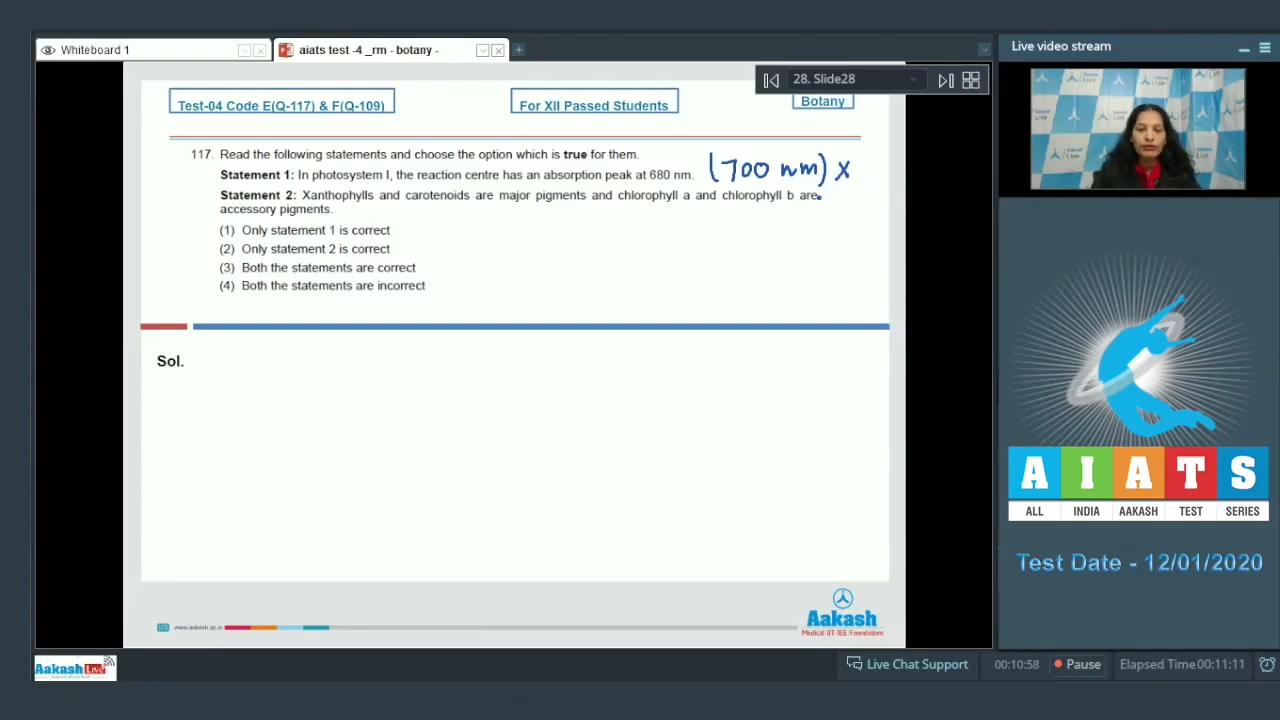 Whiteboard 1
aiats test -4 _rm - botany -
Live video stream
28. Slide28
Test-04 Code E(Q-117) & F(Q-109)
For XII Passed Students
Botany
117. Read the following statements and choose the option which is true for them.
Statement 1: In photosystem I, the reaction centre has an absorption peak at 680 nm. (700 nm) x
Statement 2: Xanthophylls and carotenoids are major pigments and chlorophyll a and chlorophyll b are
accessory pigments.
(1) Only statement 1 is correct
(2) Only statement 2 is correct
(3) Both the statements are correct
(4) Both the statements are incorrect
Sol.
A I A T S
ALL INDIA AAKASH TEST SERIES
Test Date - 12/01/2020
www.aakash.ac.in
Aakash
Medical|IIT-JEE|Foundations
Aakash Live
Live Chat Support
00:10:58
Pause
Elapsed Time 00:11:11